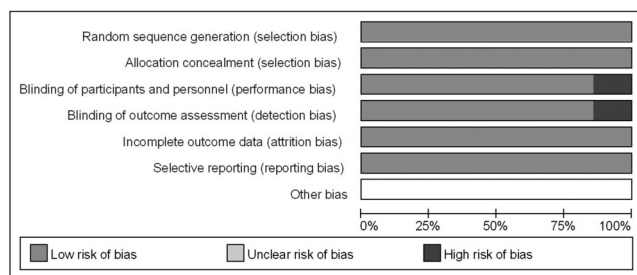 Random sequence generation (selection bias)
Allocation concealment (selection bias)
Blinding of participants and personnel (performance bias)
Blinding of outcome assessment (detection bias)
Incomplete outcome data (attrition bias)
Selective reporting (reporting bias)
Other bias
0% 25% 50% 75% 100%
Low risk of bias Unclear risk of bias High risk of bias